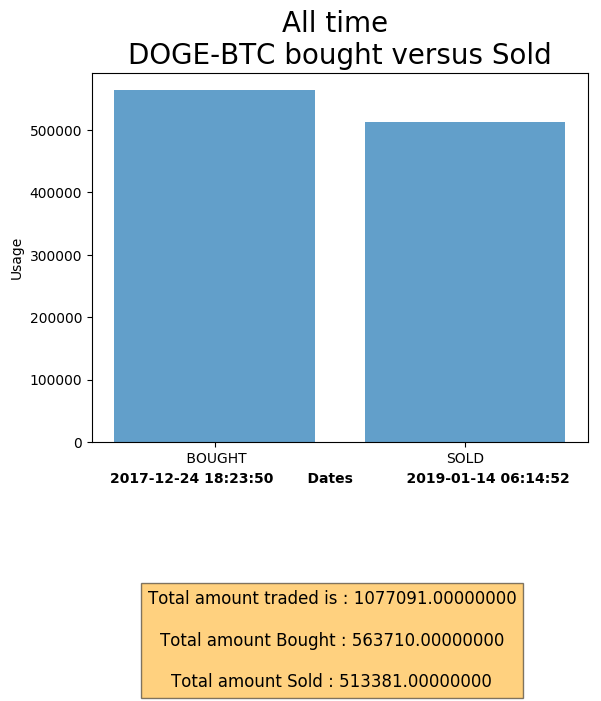 All time
DOGE-BTC bought versus Sold
Usage
500000
400000
300000
200000
100000
0
BOUGHT SOLD
2017-12-24 18:23:50 Dates 2019-01-14 06:14:52
Total amount traded is : 1077091.00000000
Total amount Bought : 563710.00000000
Total amount Sold : 513381.00000000